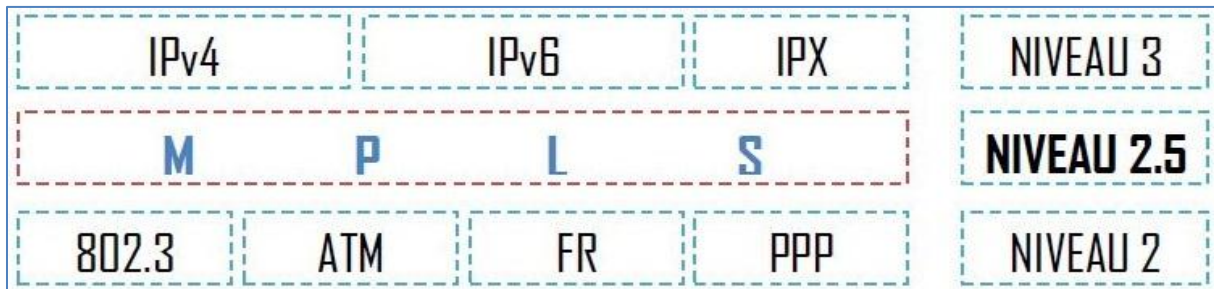 IPv4 IPv6 IPX NIVEAU 3
M P L S NIVEAU 2.5
802.3 ATM FR PPP NIVEAU 2